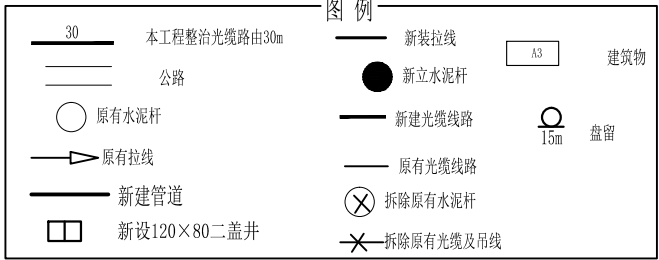 图 例
30
本工程整治光缆路由30m
公路
原有水泥杆
原有拉线
新建管道
新设120×80二盖井
新装拉线
新立水泥杆
新建光缆线路
原有光缆线路
拆除原有水泥杆
拆除原有光缆及吊线
A3
建筑物
15m
盘留